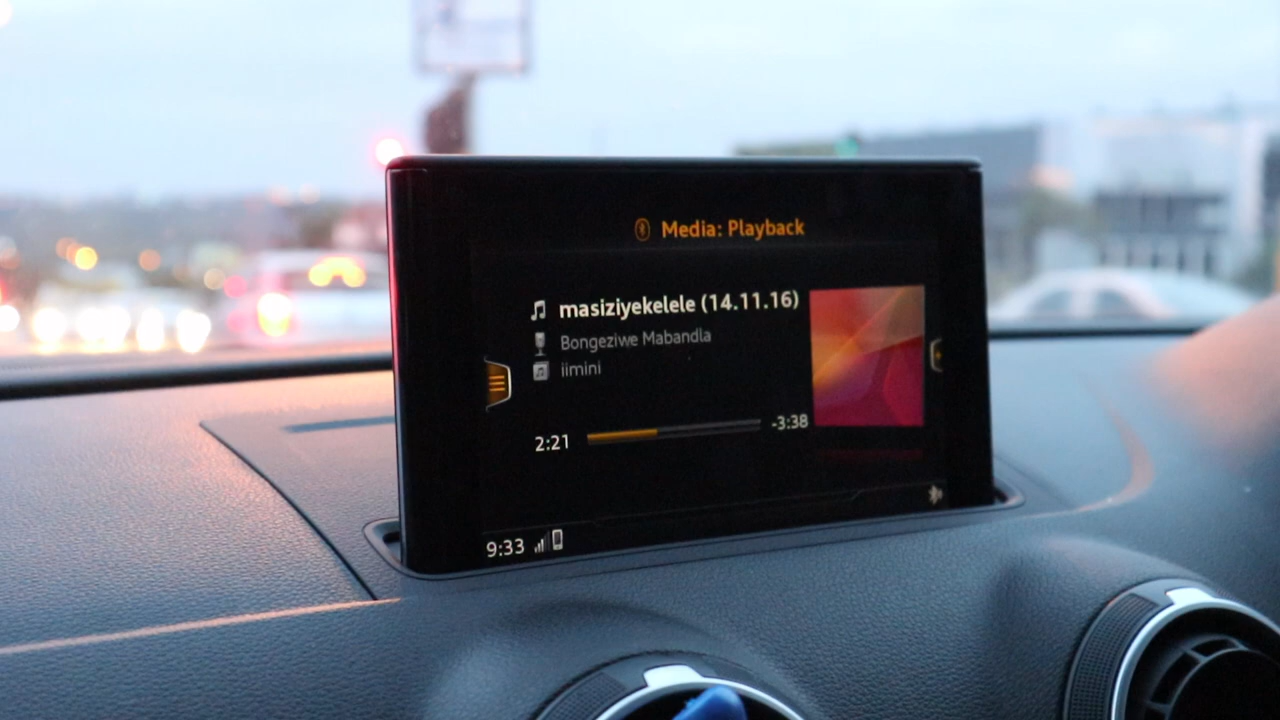 Media: Playback
masiziyekelele (14.11.16)
Bongeziwe Mabandla
iimini
2:21
-3:38
9:33